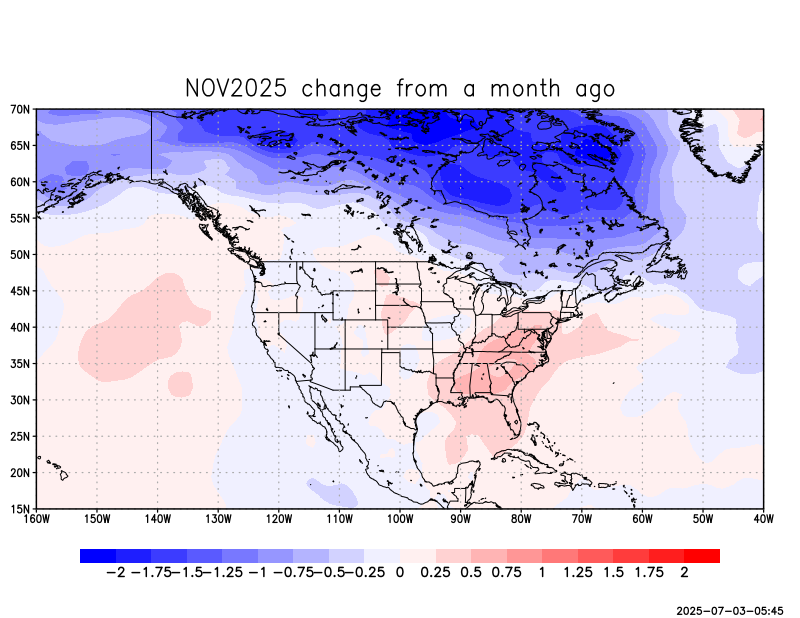 NOV2025 change from a month ago
70N
65N
60N
55N
50N
45N
40N
35N
30N
25N
20N
15N
160W 150W 140W 130W 120W 110W 100W 90W 80W 70W 60W 50W 40W
-2 -1.75 -1.5 -1.25 -1 -0.75 -0.5 -0.25 0 0.25 0.5 0.75 1 1.25 1.5 1.75 2
2025-07-03-05:45